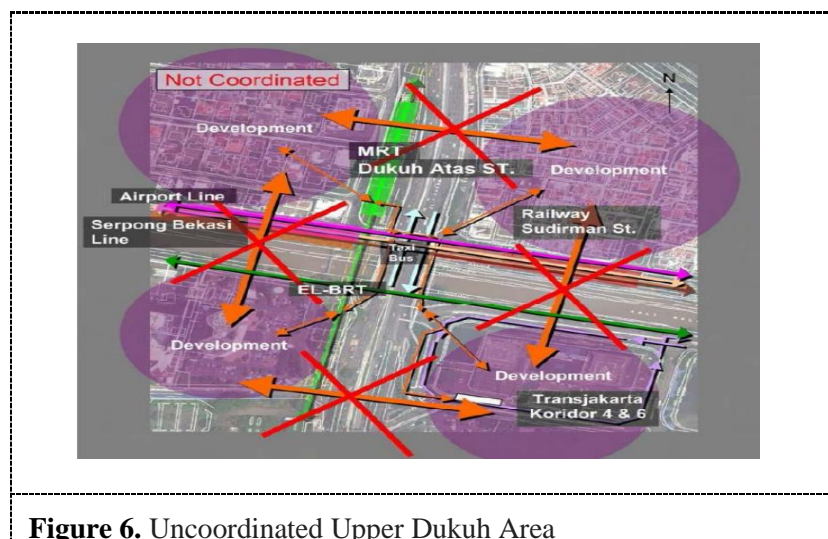 Not Coordinated
N
Development
MRT
Dukuh Atas ST.
Development
Airport Line
Serpong Bekasi
Line
Railway
Sudirman St.
Taxi
Bus
EL-BRT
Development
Development
Transjakarta
Koridor 4 & 6
Figure 6. Uncoordinated Upper Dukuh Area